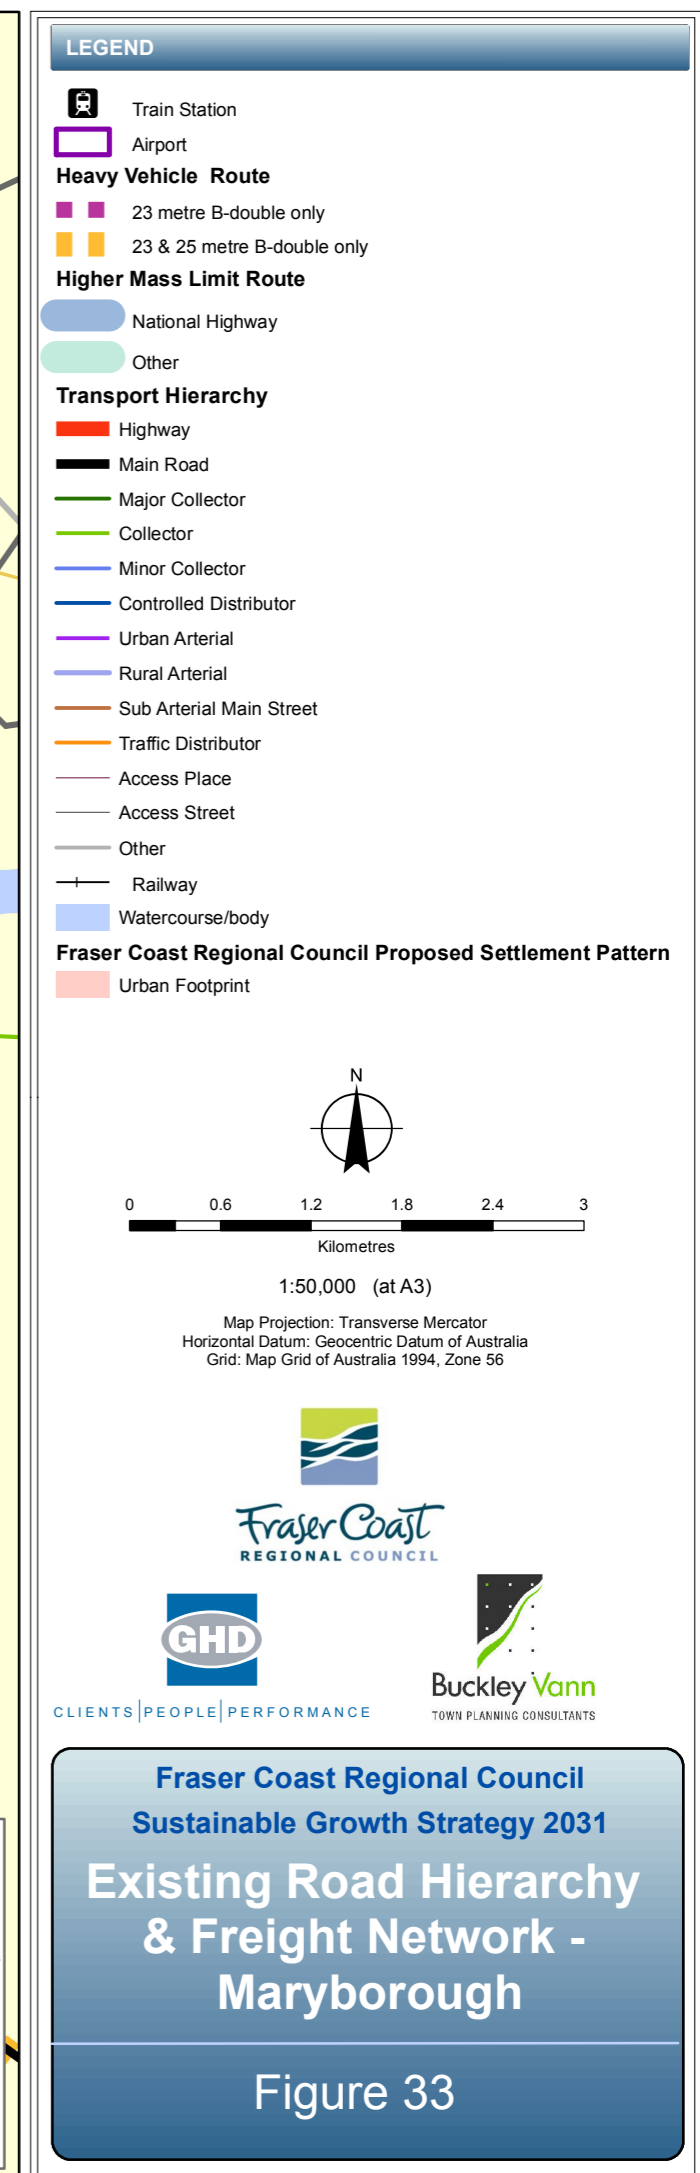 LEGEND
Train Station
Airport
Heavy Vehicle Route
23 metre B-double only
23 & 25 metre B-double only
Higher Mass Limit Route
National Highway
Other
Transport Hierarchy
Highway
Main Road
Major Collector
Collector
Minor Collector
Controlled Distributor
Urban Arterial
Rural Arterial
Sub Arterial Main Street
Traffic Distributor
Access Place
Access Street
Other
Railway
Watercourse/body
Fraser Coast Regional Council Proposed Settlement Pattern
Urban Footprint
N
0 0.6 1.2 1.8 2.4 3
Kilometres
1:50,000 (at A3)
Map Projection: Transverse Mercator
Horizontal Datum: Geocentric Datum of Australia
Grid: Map Grid of Australia 1994, Zone 56
Fraser Coast
REGIONAL COUNCIL
GHD
CLIENTS|PEOPLE|PERFORMANCE
Buckley Vann
TOWN PLANNING CONSULTANTS
Fraser Coast Regional Council
Sustainable Growth Strategy 2031
Existing Road Hierarchy
& Freight Network -
Maryborough
Figure 33